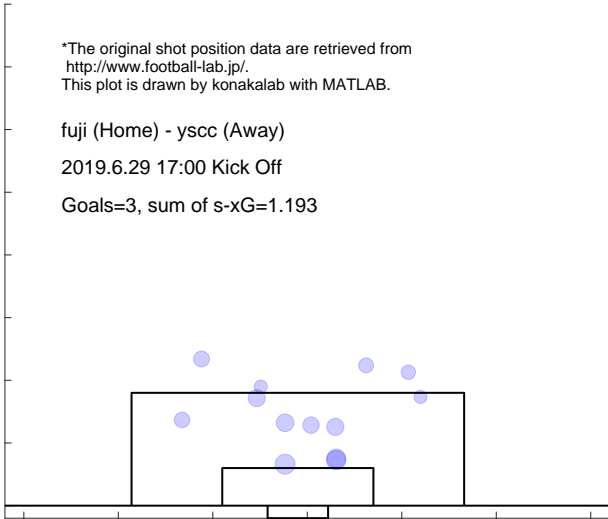 *The original shot position data are retrieved from
http://www.football-lab.jp/.
This plot is drawn by konakalab with MATLAB.
fuji (Home) - yscc (Away)
2019.6.29 17:00 Kick Off
Goals=3, sum of s-xG=1.193